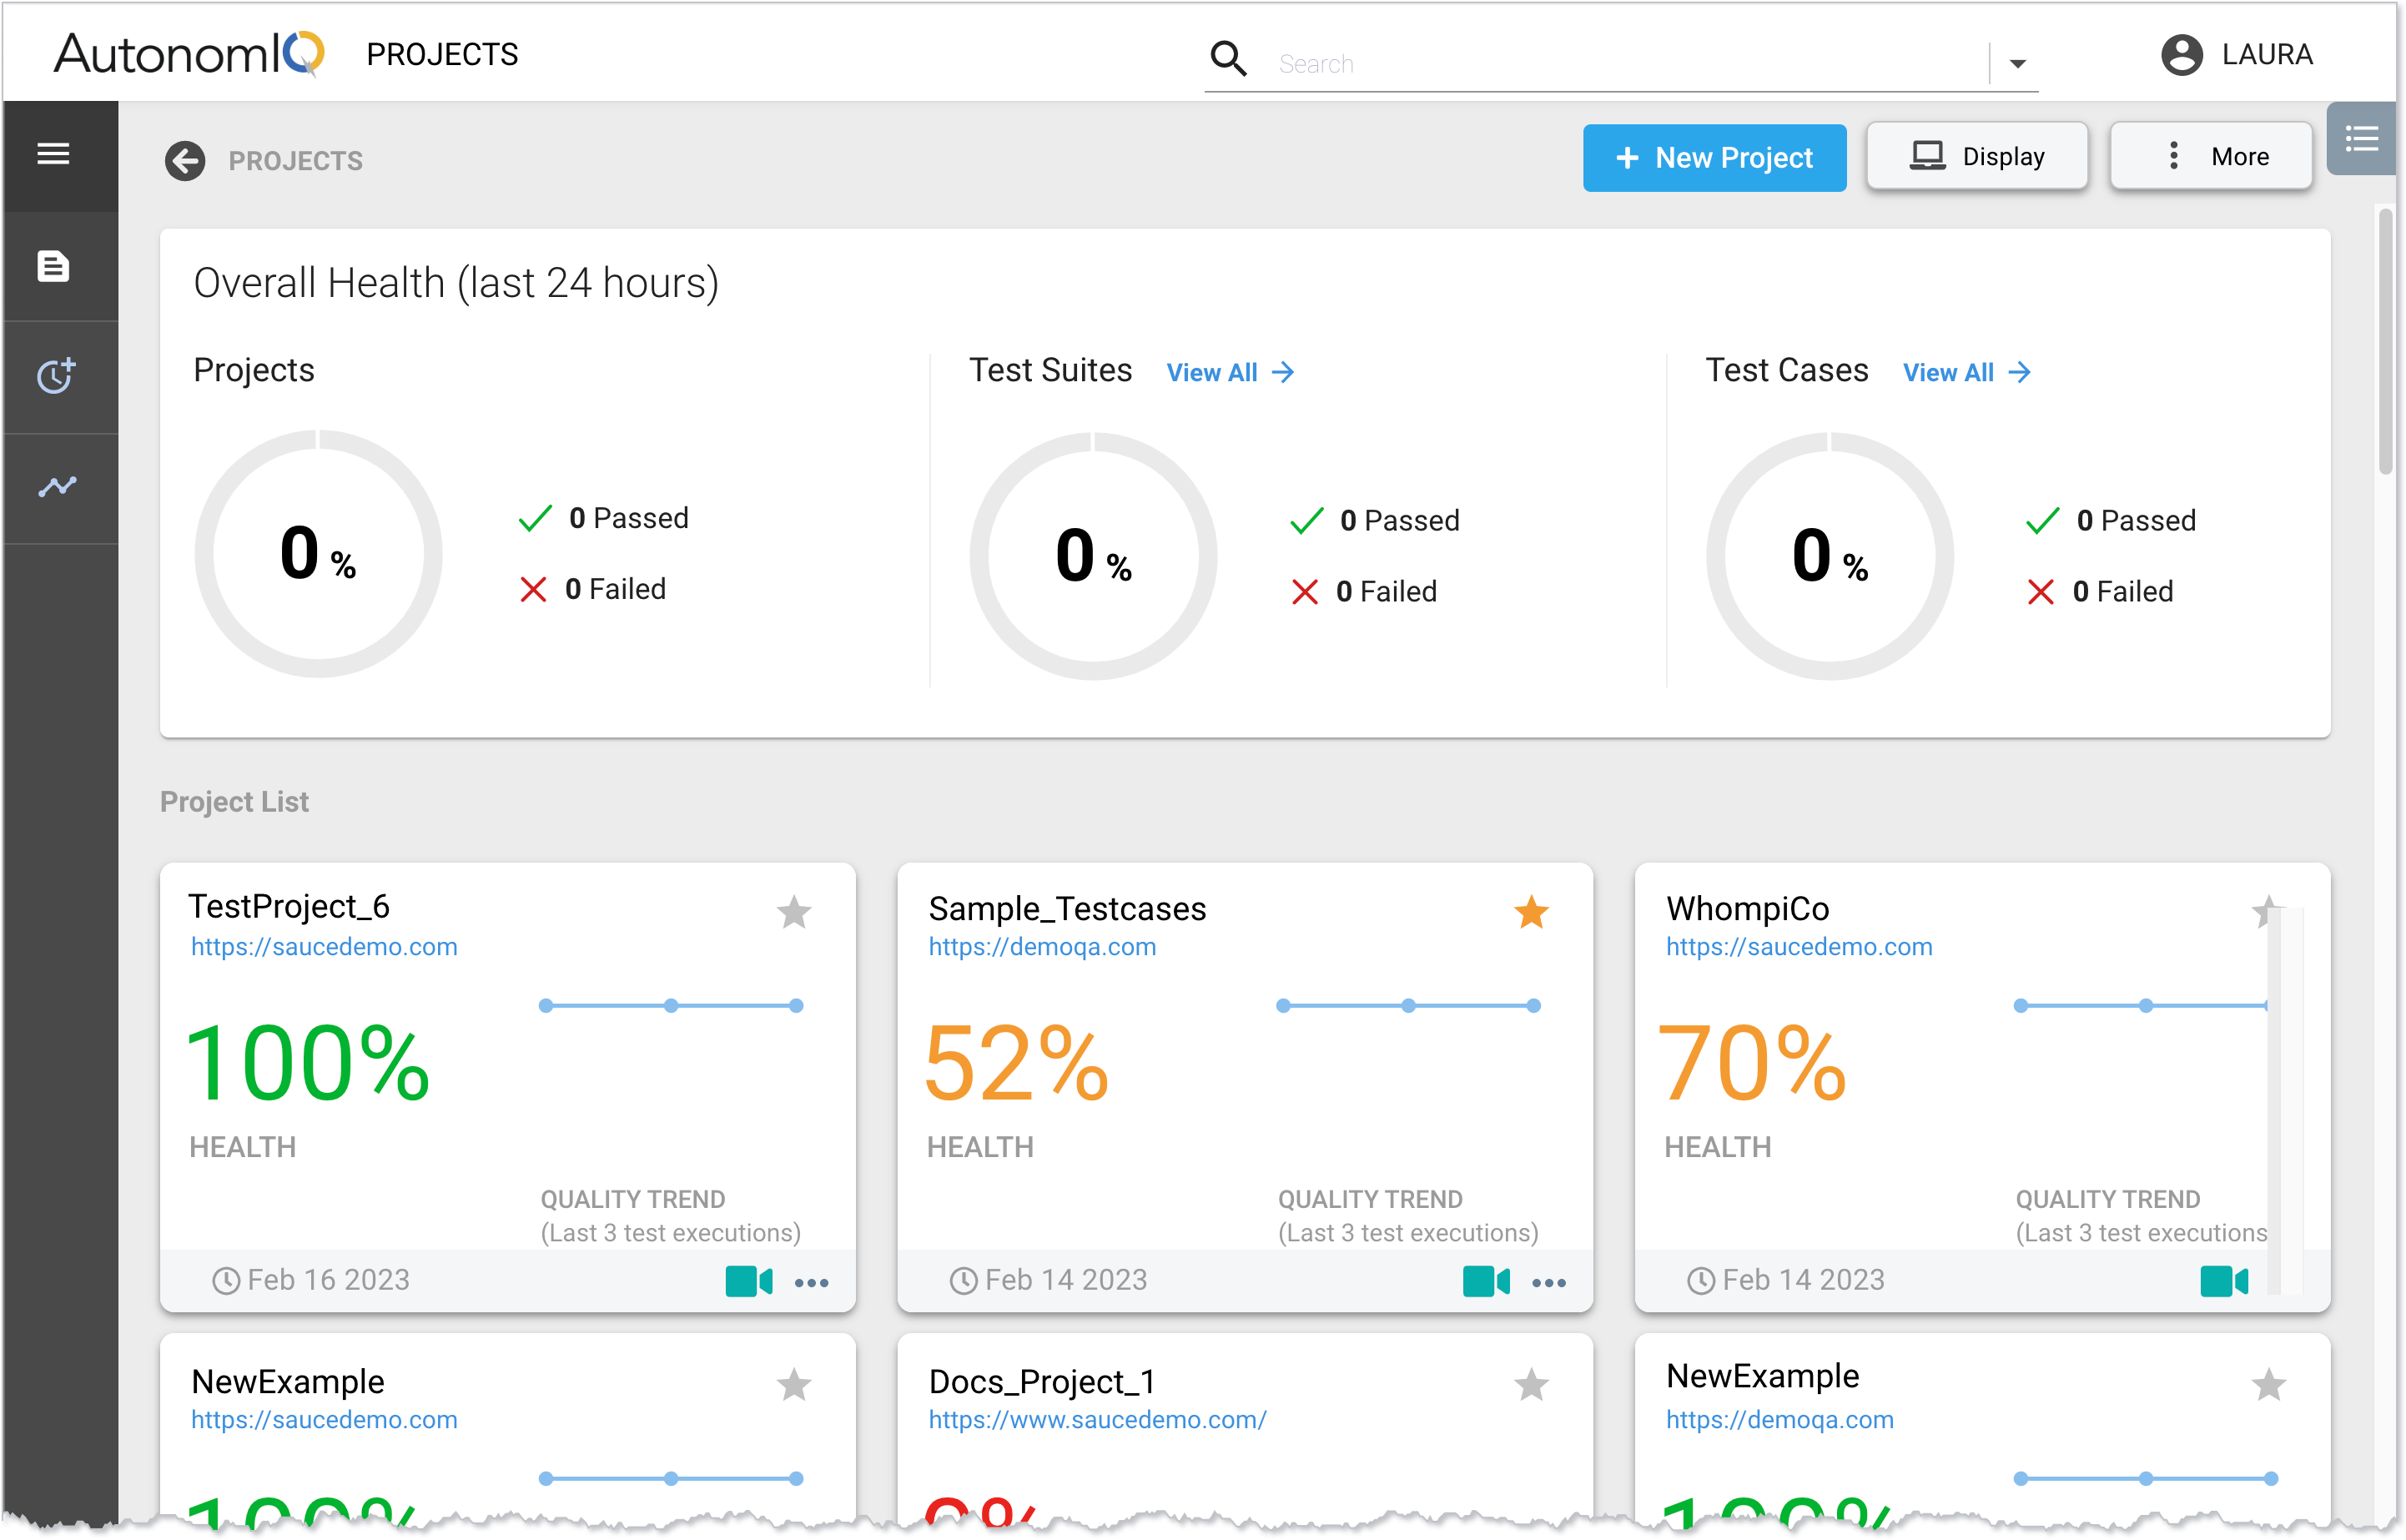 AutonomIQ PROJECTS Search LAURA
PROJECTS + New Project Display More
Overall Health (last 24 hours)
Projects
0 %
0 Passed
0 Failed
Test Suites View All →
0 %
0 Passed
0 Failed
Test Cases View All →
0 %
0 Passed
0 Failed
Project List
TestProject_6
https://saucedemo.com
100%
HEALTH
QUALITY TREND
(Last 3 test executions)
Feb 16 2023
Sample_Testcases
https://demoqa.com
52%
HEALTH
QUALITY TREND
(Last 3 test executions)
Feb 14 2023
WhompiCo
https://saucedemo.com
70%
HEALTH
QUALITY TREND
(Last 3 test executions
Feb 14 2023
NewExample
https://saucedemo.com
100%
Docs_Project_1
https://www.saucedemo.com/
NewExample
https://demoqa.com
100%